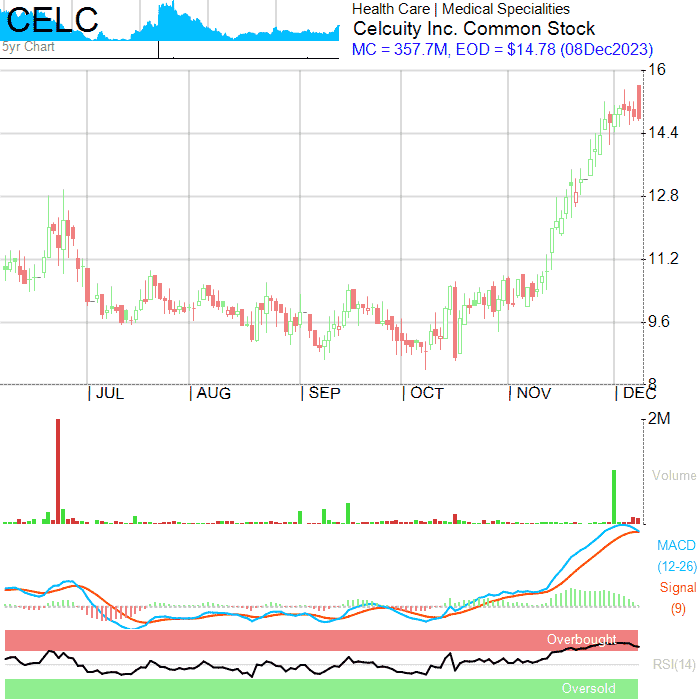 CELC
5yr Chart
Health Care | Medical Specialities
Celcuity Inc. Common Stock
MC = 357.7M, EOD = $14.78 (08Dec2023)
16
14.4
12.8
11.2
9.6
8
| JUL | AUG | SEP | OCT | NOV | DEC
2M
Volume
MACD
(12-26)
Signal
(9)
Overbought
RSI(14)
Oversold